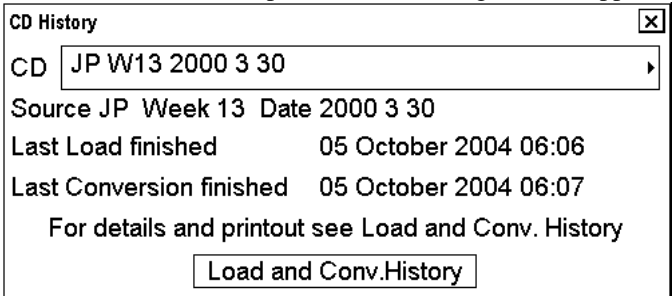 CD History
CD JP W13 2000 3 30
Source JP Week 13 Date 2000 3 30
Last Load finished 05 October 2004 06:06
Last Conversion finished 05 October 2004 06:07
For details and printout see Load and Conv. History
Load and Conv.History